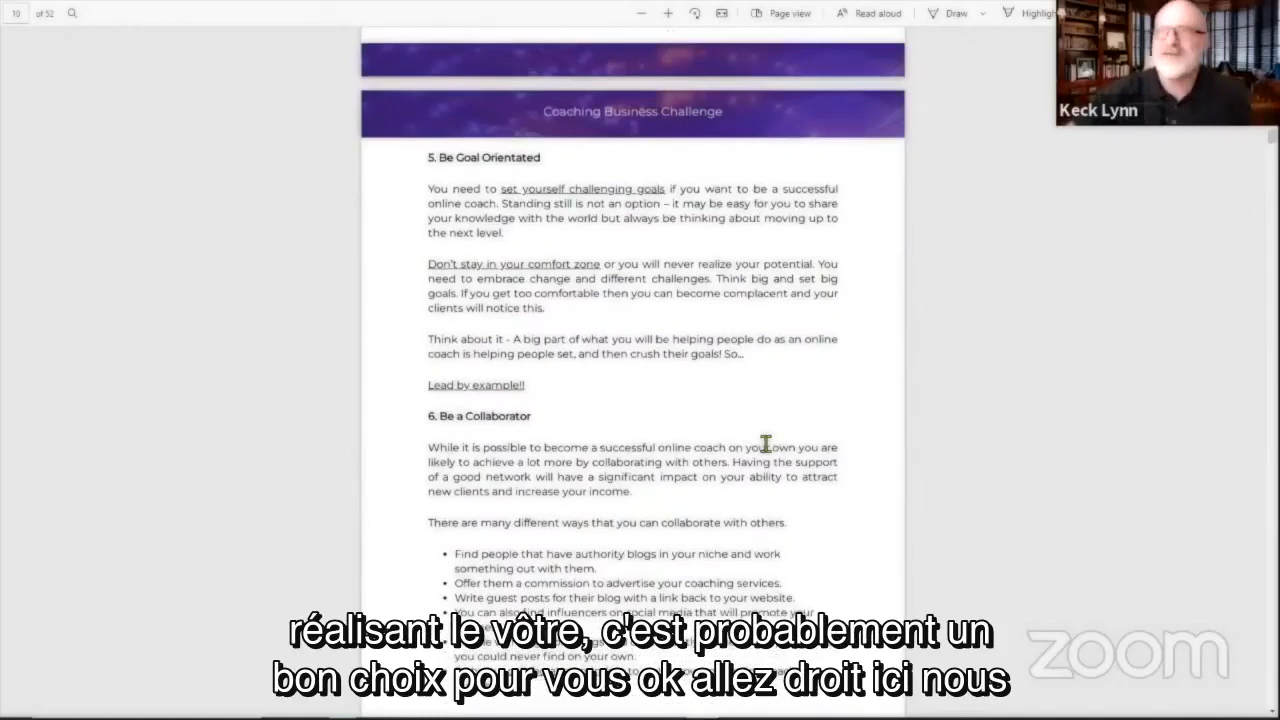 10 of 52
Page view
Read aloud
Draw
Highligh
Keck Lynn
Coaching Business Challenge
5. Be Goal Orientated
You need to set yourself challenging goals if you want to be a successful
online coach. Standing still is not an option – it may be easy for you to share
your knowledge with the world but always be thinking about moving up to
the next level.
Don't stay in your comfort zone or you will never realize your potential. You
need to embrace change and different challenges. Think big and set big
goals. If you get too comfortable then you can become complacent and your
clients will notice this.
Think about it - A big part of what you will be helping people do as an online
coach is helping people set, and then crush their goals! So...
Lead by example!!
6. Be a Collaborator
While it is possible to become a successful online coach on your own you are
likely to achieve a lot more by collaborating with others. Having the support
of a good network will have a significant impact on your ability to attract
new clients and increase your income.
There are many different ways that you can collaborate with others.
• Find people that have authority blogs in your niche and work
something out with them.
• Offer them a commission to advertise your coaching services.
• Write guest posts for their blog with a link back to your website.
• You can also find influencers on social media that will promote your
you could never find on your own.
réalisant le vôtre, c'est probablement un
bon choix pour vous ok allez droit ici nous
zoom